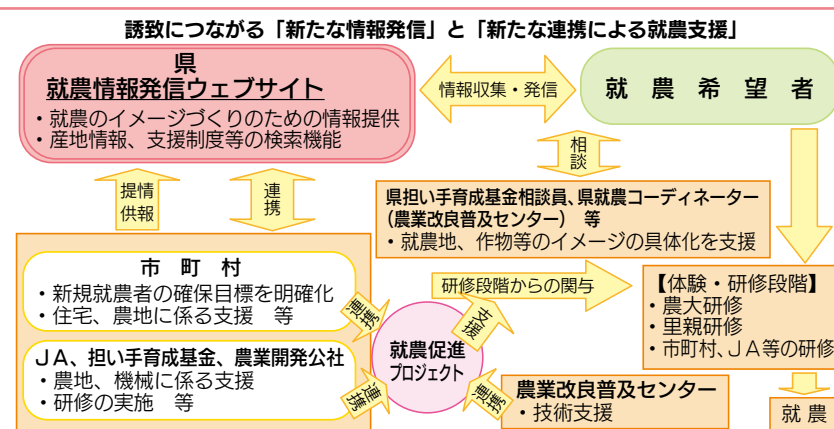 誘致につながる「新たな情報発信」と「新たな連携による就農支援」
県
就農情報発信ウェブサイト
・就農のイメージづくりのための情報提供
・産地情報、支援制度等の検索機能
情報収集・発信
就農希望者
提供
情報
連携
相談
県担い手育成基金相談員、県就農コーディネーター
（農業改良普及センター） 等
・就農地、作物等のイメージの具体化を支援
市町村
・新規就農者の確保目標を明確化
・住宅、農地に係る支援 等
連携
ＪＡ、担い手育成基金、農業開発公社
・農地、機械に係る支援
・研修の実施 等
連携
就農促進
プロジェクト
支援
研修段階からの関与
連携
農業改良普及センター
・技術支援
【体験・研修段階】
・農大研修
・里親研修
・市町村、ＪＡ等の研修
就農